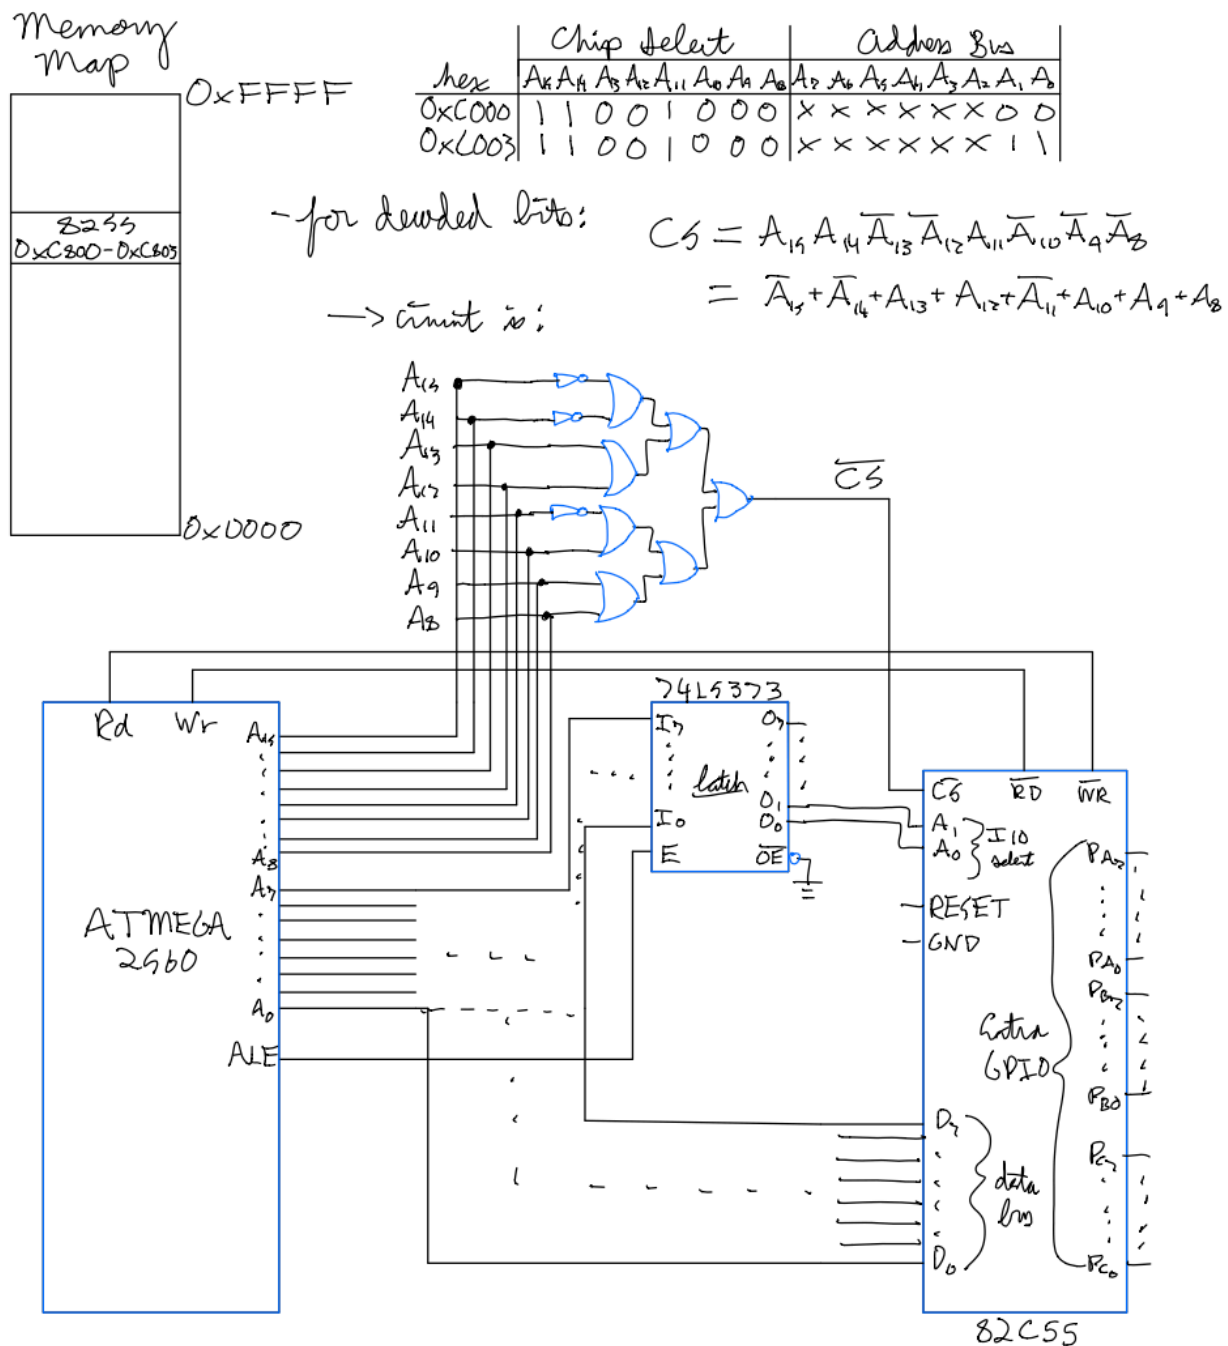 Memory
Map
0xFFFF
8255
0xC800-0xC803
0x0000
Chip Select
Address Bus
hex A15 A14 A13 A12 A11 A10 A9 A8 A7 A6 A5 A4 A3 A2 A1 A0
0xC000 1 1 0 0 1 0 0 0 X X X X X X 0 0
0xC003 1 1 0 0 1 0 0 0 X X X X X X 1 1
- for decoded bits:
CS = A15 A14 A̅13 A̅12 A11 A̅10 A̅9 A̅8
= A̅15 + A̅14 + A13 + A12 + A̅11 + A10 + A9 + A8
→ circuit is:
A15
A14
A13
A12
A11
A10
A9
A8
C̅S̅
Rd Wr
A15
A8
A7
A0
ALE
ATMEGA
2560
74LS373
I7 O7
latch
O1
I0 O0
E O̅E̅
C̅S̅ R̅D̅ W̅R̅
A1
A0
I/O
select
RESET
GND
PA7
PA0
PB7
PB0
PC7
PC0
Extra
GPIO
D7
D0
data
bus
82C55